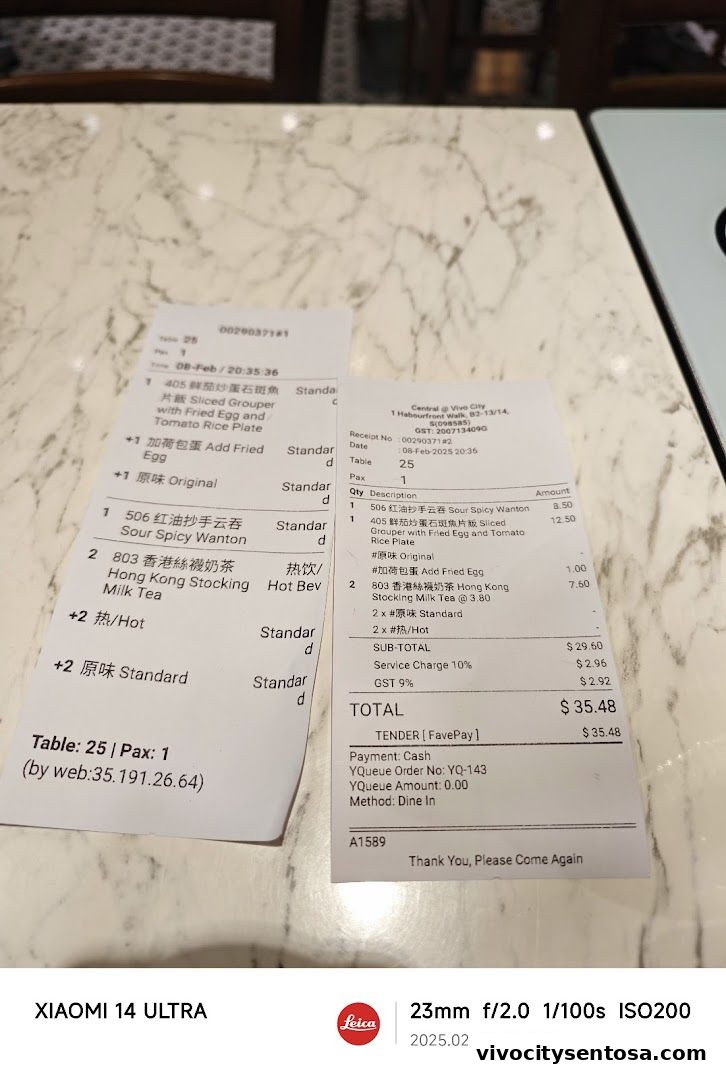 0029037181
Table 25
Pax 1
Time 08-Feb / 20:35:36
1 405 鲜茄炒蛋石斑魚 Standa
片飯 Sliced Grouper d
with Fried Egg and
Tomato Rice Plate
+1 加荷包蛋 Add Fried Standar
Egg d
+1 原味 Original Standar
d
1 506 红油抄手云吞 Standar
Sour Spicy Wanton d
2 803 香港絲襪奶茶 热饮/
Hong Kong Stocking Hot Bev
Milk Tea
+2 热/Hot Standar
d
+2 原味 Standard Standar
d
Table: 25 | Pax: 1
(by web:35.191.26.64)
Central @ Vivo City
1 Habourfront Walk, B2-13/14,
S(098585)
GST: 200713409G
Receipt No : 00290371#2
Date : 08-Feb-2025 20:36
Table 25
Pax 1
Qty Description Amount
1 506 红油抄手云吞 Sour Spicy Wanton 8.50
1 405 鲜茄炒蛋石斑魚片飯 Sliced 12.50
Grouper with Fried Egg and Tomato
Rice Plate
#原味 Original -
#加荷包蛋 Add Fried Egg 1.00
2 803 香港絲襪奶茶 Hong Kong 7.60
Stocking Milk Tea @ 3.80
2 x #原味 Standard -
2 x #热/Hot -
SUB-TOTAL $ 29.60
Service Charge 10% $ 2.96
GST 9% $ 2.92
TOTAL $ 35.48
TENDER [ FavePay ] $ 35.48
Payment: Cash
YQueue Order No: YQ-143
YQueue Amount: 0.00
Method: Dine In
A1589
Thank You, Please Come Again
XIAOMI 14 ULTRA
Leica
23mm f/2.0 1/100s ISO200
2025.02
vivocitysentosa.com